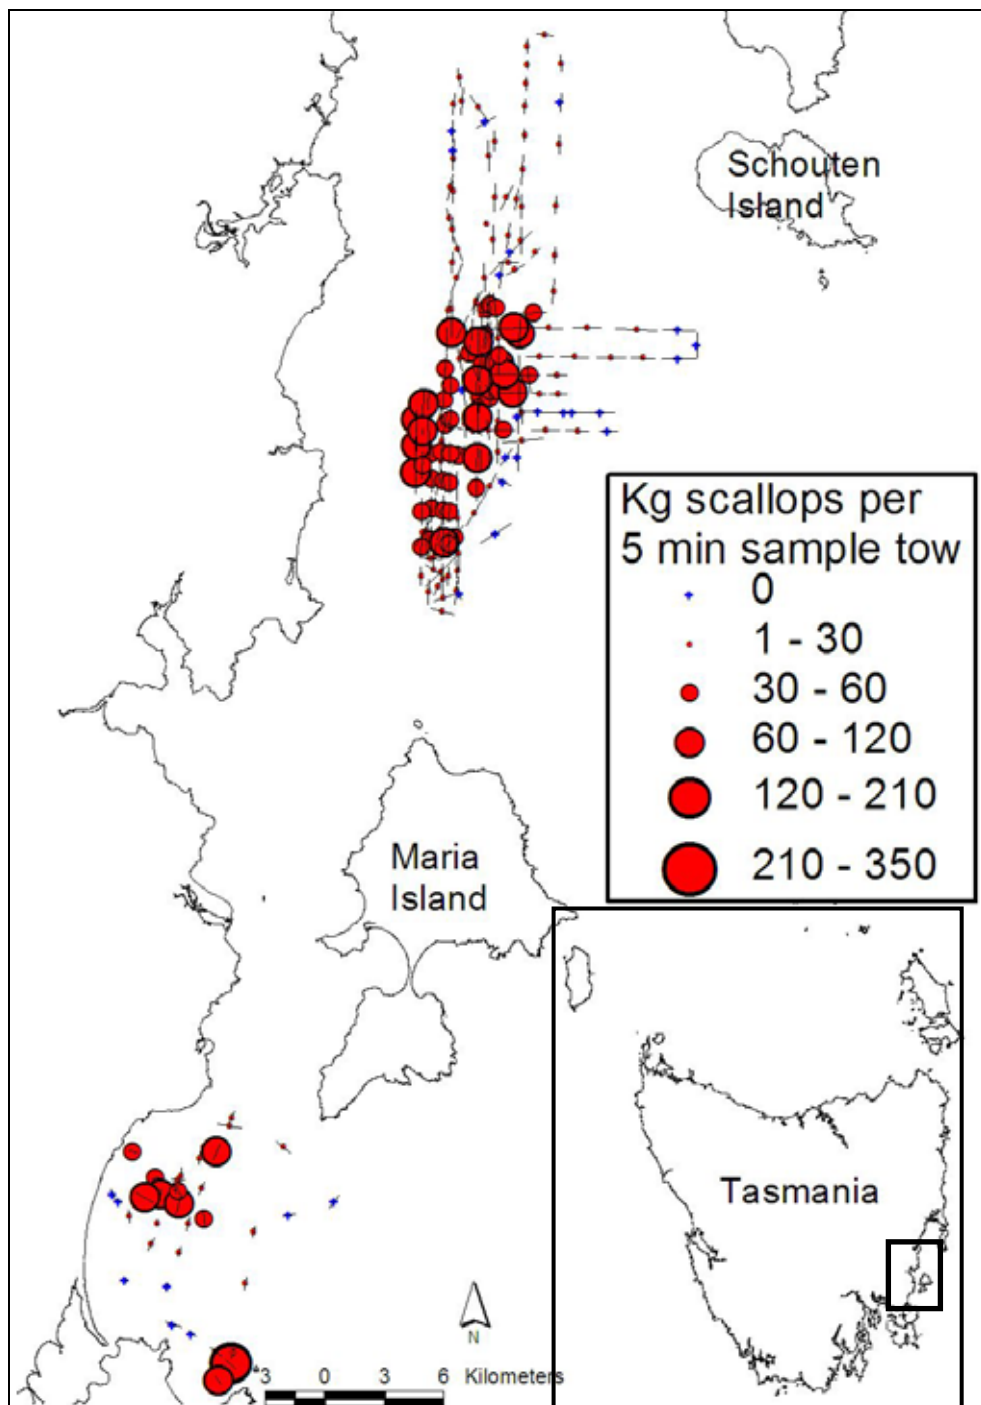 Schouten
Island
Kg scallops per
5 min sample tow
0
1 - 30
30 - 60
60 - 120
120 - 210
210 - 350
Maria
Island
Tasmania
N
3 0 3 6 Kilometers